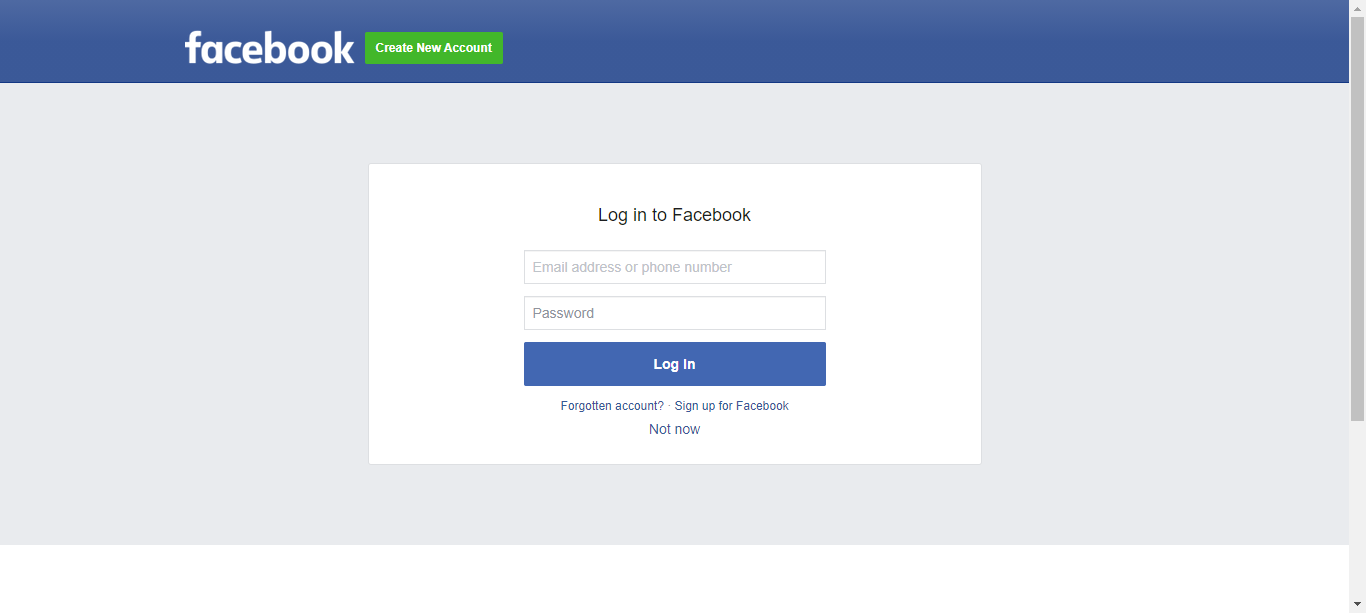 facebook Create New Account
Log in to Facebook
Email address or phone number
Password
Log In
Forgotten account? · Sign up for Facebook
Not now